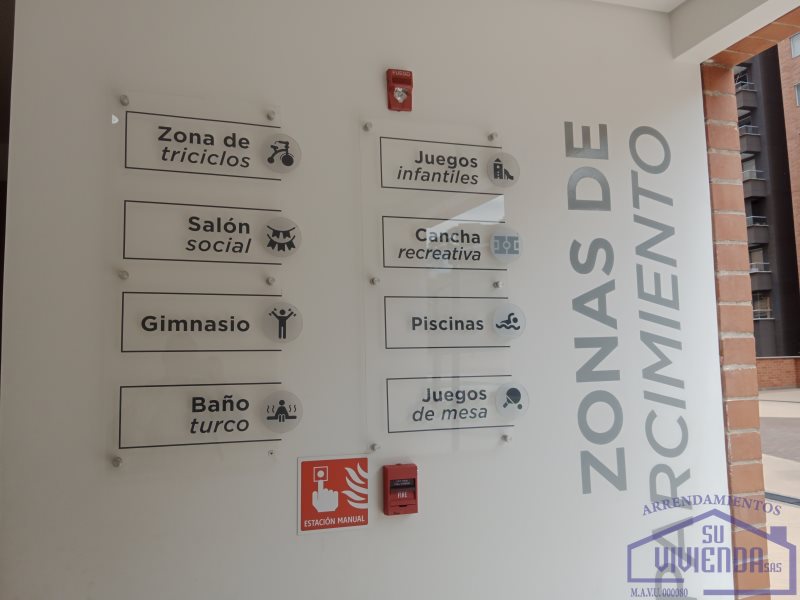 Zona de
triciclos
Salón
social
Gimnasio
Baño
turco
FUEGO
Juegos
infantiles
Cancha
recreativa
Piscinas
Juegos
de mesa
ESTACIÓN MANUAL
FIRE
ZONAS DE
PARCIMIENTO
ARRENDAMIENTOS
SU
VIVIENDA SAS
M.A.V.U. 000080